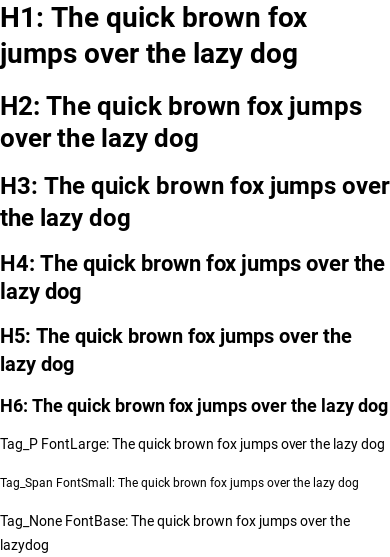 H1: The quick brown fox
jumps over the lazy dog
H2: The quick brown fox jumps
over the lazy dog
H3: The quick brown fox jumps over
the lazy dog
H4: The quick brown fox jumps over the
lazy dog
H5: The quick brown fox jumps over the
lazy dog
H6: The quick brown fox jumps over the lazy dog
Tag_P FontLarge: The quick brown fox jumps over the lazy dog
Tag_Span FontSmall: The quick brown fox jumps over the lazy dog
Tag_None FontBase: The quick brown fox jumps over the
lazydog